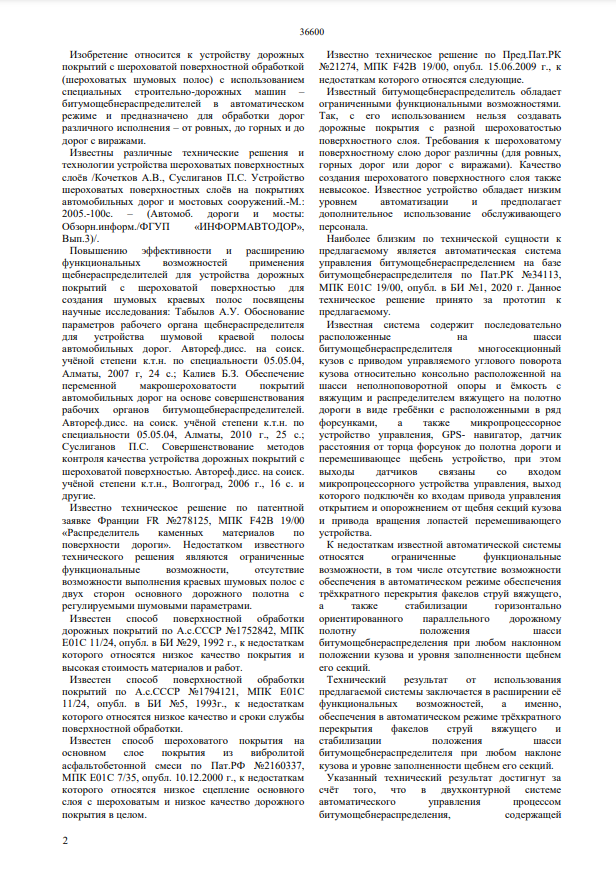 36600
Изобретение относится к устройству дорожных
покрытий с шероховатой поверхностной обработкой
(шероховатых шумовых полос) с использованием
специальных строительно-дорожных машин –
битумощебнераспределителей в автоматическом
режиме и предназначено для обработки дорог
различного исполнения – от ровных, до горных и до
дорог с виражами.
Известны различные технические решения и
технологии устройства шероховатых поверхностных
слоёв /Кочетков А.В., Суслиганов П.С. Устройство
шероховатых поверхностных слоёв на покрытиях
автомобильных дорог и мостовых сооружений.-М.:
2005.-100с. – (Автомоб. дороги и мосты:
Обзорн.информ./ФГУП «ИНФОРМАВТОДОР»,
Вып.3)/.
Повышению эффективности и расширению
функциональных возможностей применения
щебнераспределителей для устройства дорожных
покрытий с шероховатой поверхностью для
создания шумовых краевых полос посвящены
научные исследования: Табылов А.У. Обоснование
параметров рабочего органа щебнераспределителя
для устройства шумовой краевой полосы
автомобильных дорог. Автореф.дисс. на соиск.
учёной степени к.т.н. по специальности 05.05.04,
Алматы, 2007 г, 24 с.; Калиев Б.З. Обеспечение
переменной макрошероховатости покрытий
автомобильных дорог на основе совершенствования
рабочих органов битумощебнераспределителей.
Автореф.дисс. на соиск. учёной степени к.т.н. по
специальности 05.05.04, Алматы, 2010 г., 25 с.;
Суслиганов П.С. Совершенствование методов
контроля качества устройства дорожных покрытий с
шероховатой поверхностью. Автореф.дисс. на соиск.
учёной степени к.т.н., Волгоград, 2006 г., 16 с. и
другие.
Известно техническое решение по патентной
заявке Франции FR №278125, МПК F42B 19/00
«Распределитель каменных материалов по
поверхности дороги». Недостатком известного
технического решения являются ограниченные
функциональные возможности, отсутствие
возможности выполнения краевых шумовых полос с
двух сторон основного дорожного полотна с
регулируемыми шумовыми параметрами.
Известен способ поверхностной обработки
дорожных покрытий по А.с.СССР №1752842, МПК
E01C 11/24, опубл. в БИ №29, 1992 г., к недостаткам
которого относятся низкое качество покрытия и
высокая стоимость материалов и работ.
Известен способ поверхностной обработки
покрытий по А.с.СССР №1794121, МПК E01C
11/24, опубл. в БИ №5, 1993г., к недостаткам
которого относятся низкое качество и сроки службы
поверхностной обработки.
Известен способ шероховатого покрытия на
основном слое покрытия из вибролитой
асфальтобетонной смеси по Пат.РФ №2160337,
МПК E01C 7/35, опубл. 10.12.2000 г., к недостаткам
которого относятся низкое сцепление основного
слоя с шероховатым и низкое качество дорожного
покрытия в целом.
Известно техническое решение по Пред.Пат.РК
№21274, МПК F42B 19/00, опубл. 15.06.2009 г., к
недостаткам которого относятся следующие.
Известный битумощебнераспределитель обладает
ограниченными функциональными возможностями.
Так, с его использованием нельзя создавать
дорожные покрытия с разной шероховатостью
поверхностного слоя. Требования к шероховатому
поверхностному слою дорог различны (для ровных,
горных дорог или дорог с виражами). Качество
создания шероховатого поверхностного слоя также
невысокое. Известное устройство обладает низким
уровнем автоматизации и предполагает
дополнительное использование обслуживающего
персонала.
Наиболее близким по технической сущности к
предлагаемому является автоматическая система
управления битумощебнераспределением на базе
битумощебнераспределителя по Пат.РК №34113,
МПК E01C 19/00, опубл. в БИ №1, 2020 г. Данное
техническое решение принято за прототип к
предлагаемому.
Известная система содержит последовательно
расположенные на шасси
битумощебнераспределителя многосекционный
кузов с приводом управляемого углового поворота
кузова относительно консольно расположенной на
шасси неполноповоротной опоры и ёмкость с
вяжущим и распределителем вяжущего на полотно
дороги в виде гребёнки с расположенными в ряд
форсунками, а также микропроцессорное
устройство управления, GPS- навигатор, датчик
расстояния от торца форсунок до полотна дороги и
перемешивающее щебень устройство, при этом
выходы датчиков связаны со входом
микропроцессорного устройства управления, выход
которого подключён ко входам привода управления
открытием и опорожнением от щебня секций кузова
и привода вращения лопастей перемешивающего
устройства.
К недостаткам известной автоматической системы
относятся ограниченные функциональные
возможности, в том числе отсутствие возможности
обеспечения в автоматическом режиме обеспечения
трёхкратного перекрытия факелов струй вяжущего,
а также стабилизации горизонтально
ориентированного параллельного дорожному
полотну положения шасси
битумощебнераспределения при любом наклонном
положении кузова и уровня заполненности щебнем
его секций.
Технический результат от использования
предлагаемой системы заключается в расширении её
функциональных возможностей, а именно,
обеспечения в автоматическом режиме трёхкратного
перекрытия факелов струй вяжущего и
стабилизации положения шасси
битумощебнераспределителя при любом наклоне
кузова и уровне заполненности щебнем его секций.
Указанный технический результат достигнут за
счёт того, что в двухконтурной системе
автоматического управления процессом
битумощебнераспределения, содержащей
2